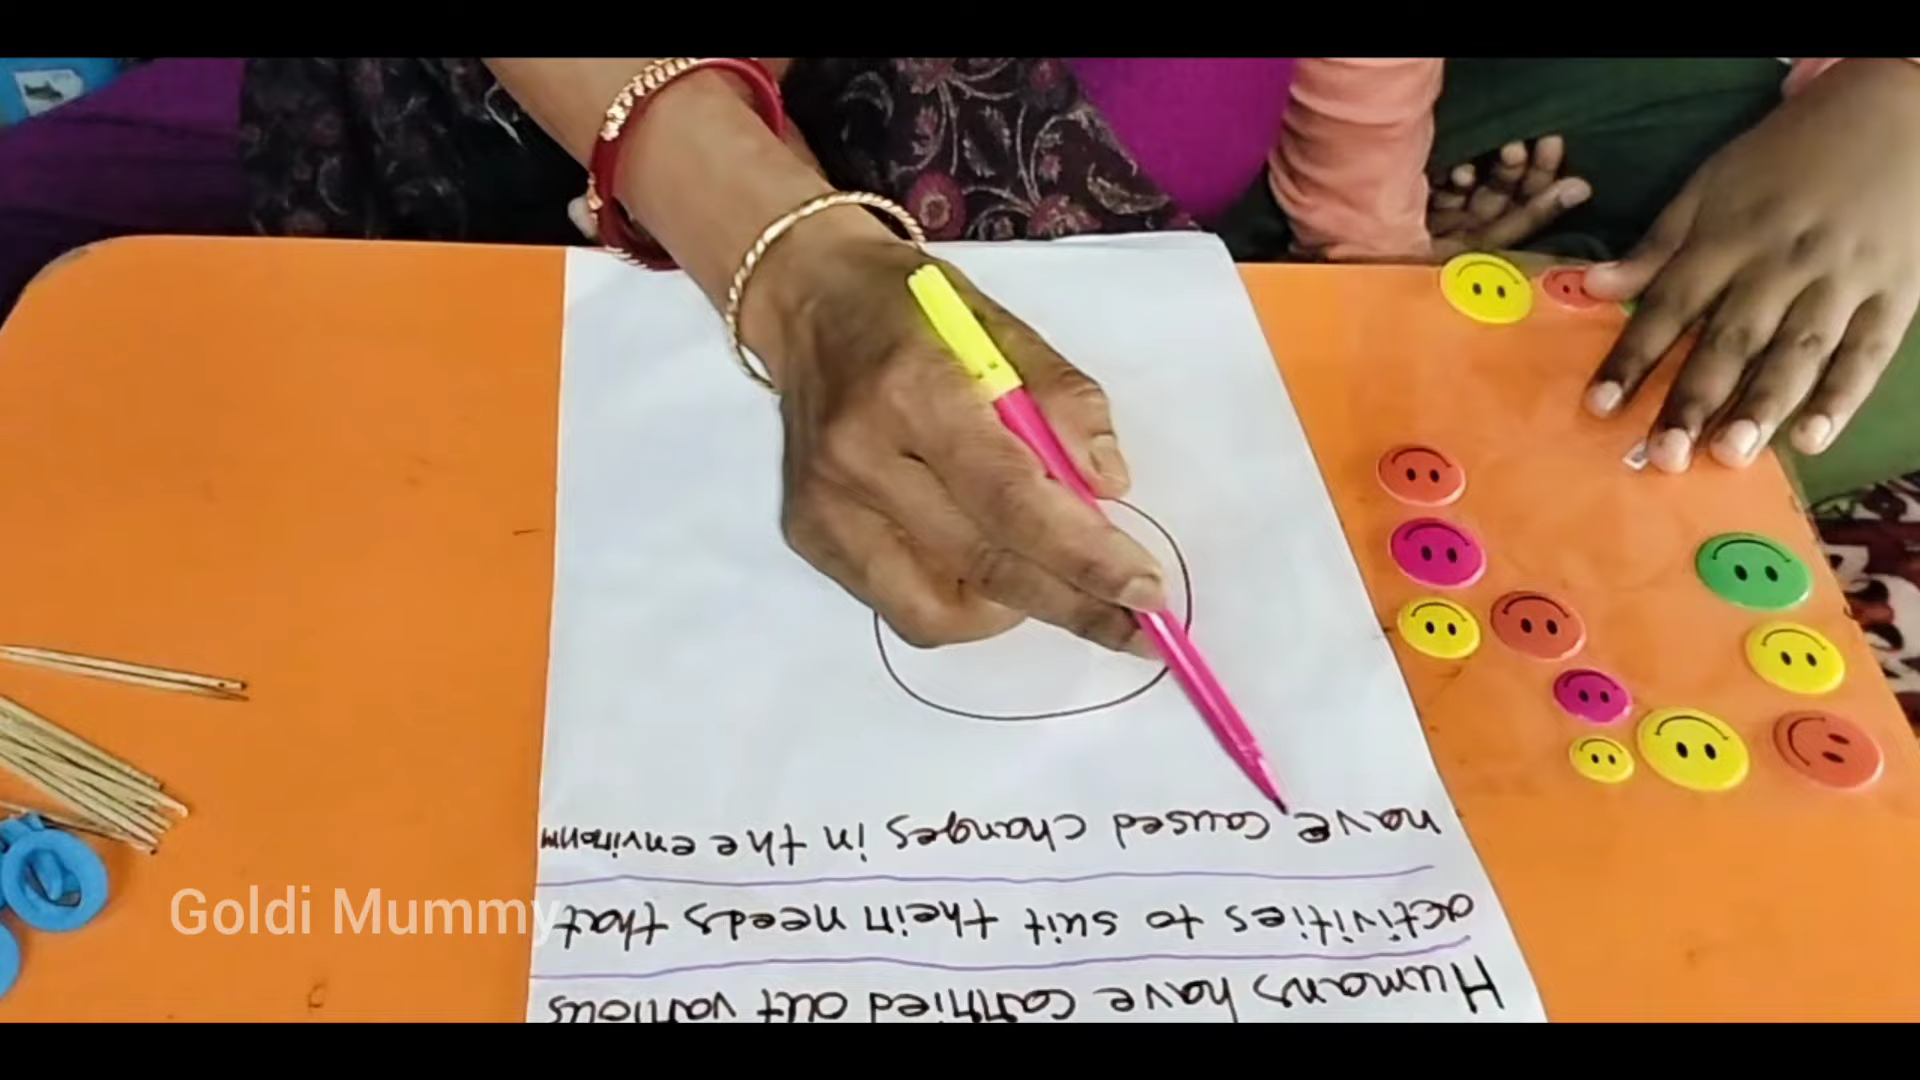 Humans have carried out various
activities to suit their needs that
have caused changes in the environm
Goldi Mummy